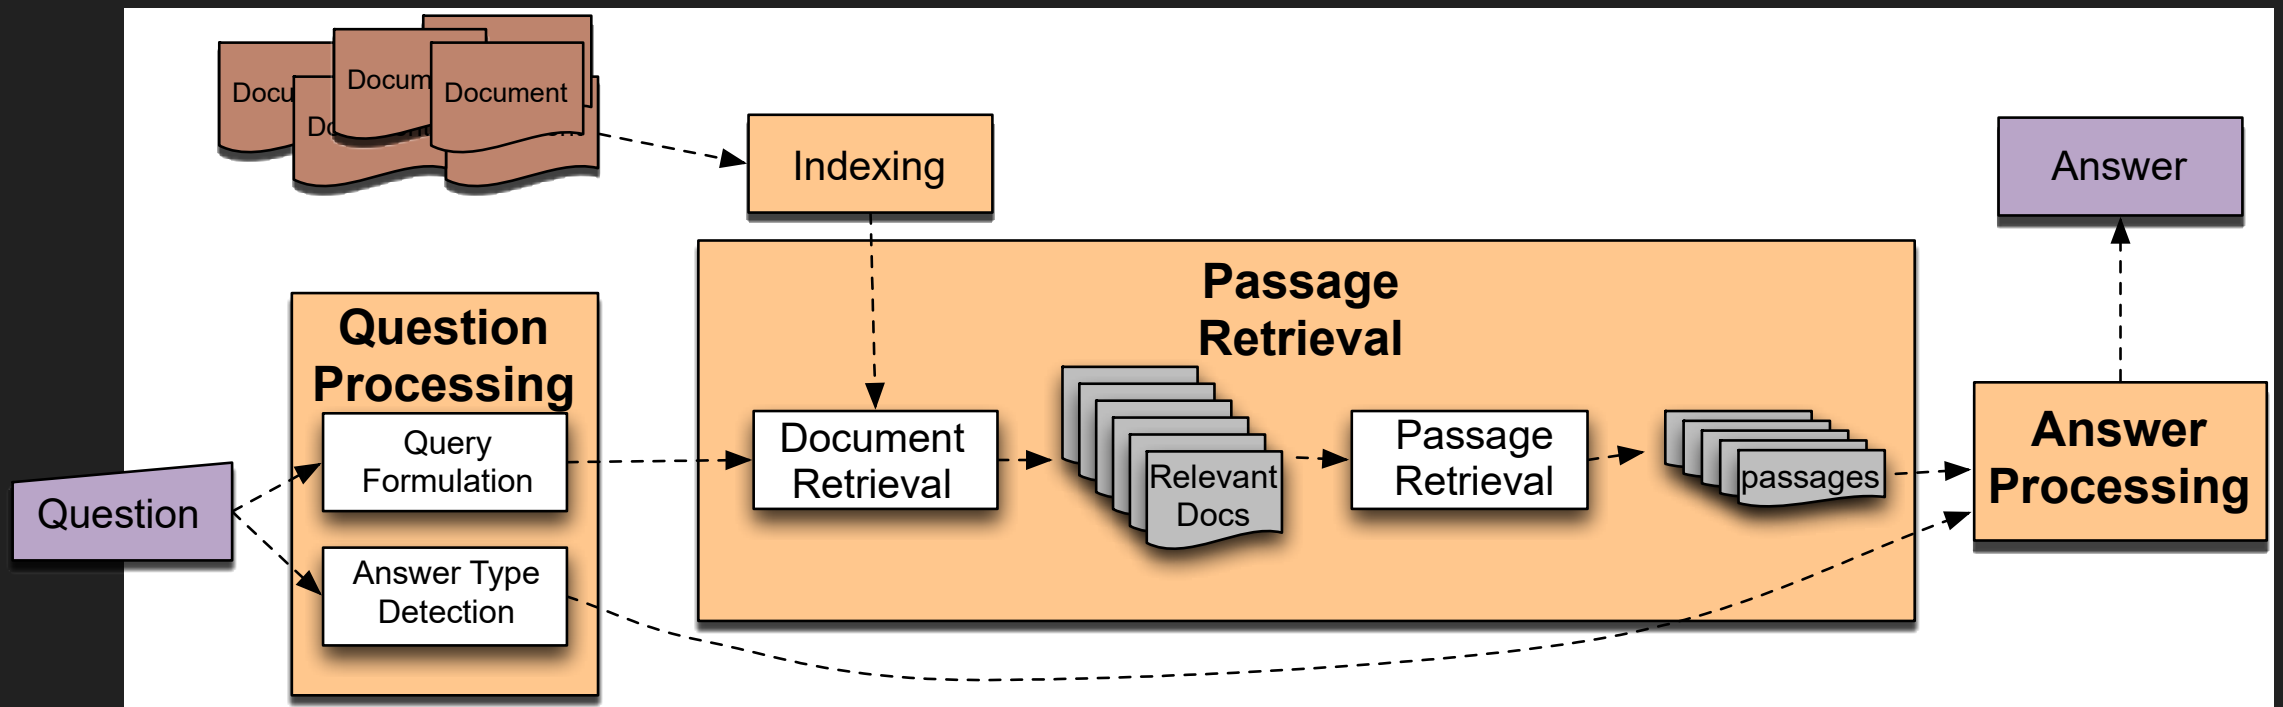 Docu
Docum
Document
Indexing
Answer
Passage
Retrieval
Question
Processing
Query
Formulation
Document
Retrieval
Relevant
Docs
Passage
Retrieval
passages
Answer
Processing
Question
Answer Type
Detection